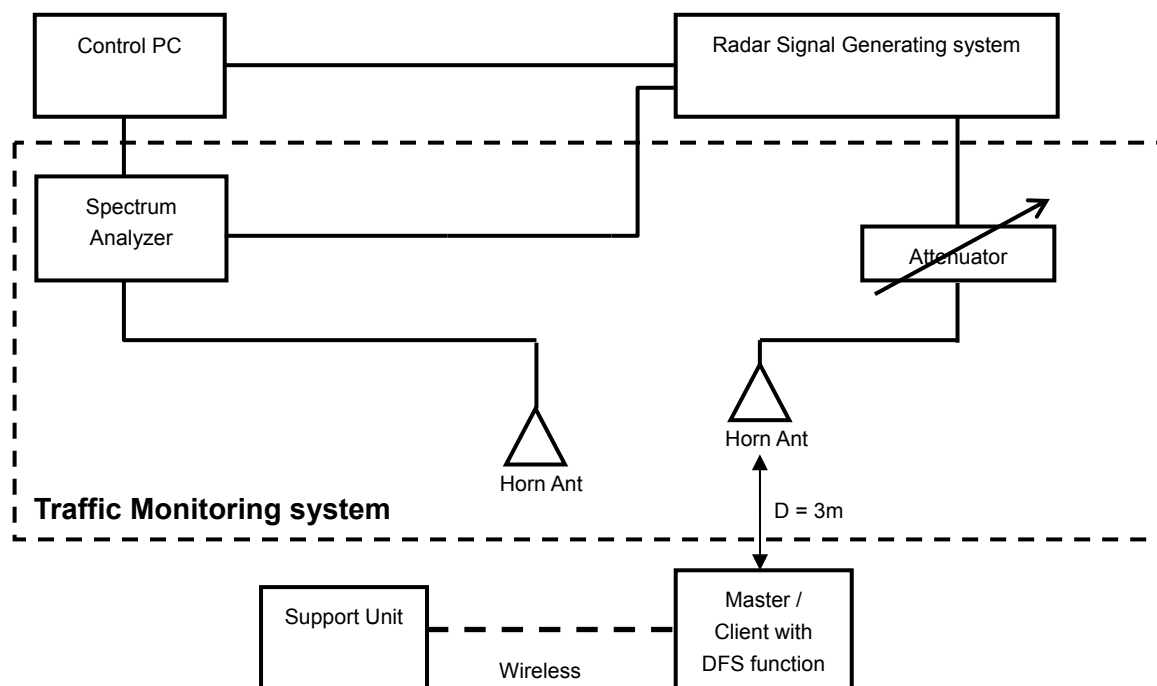 Control PC
Radar Signal Generating system
Spectrum
Analyzer
Attenuator
Horn Ant
Horn Ant
Traffic Monitoring system
D = 3m
Support Unit
Wireless
Master /
Client with
DFS function